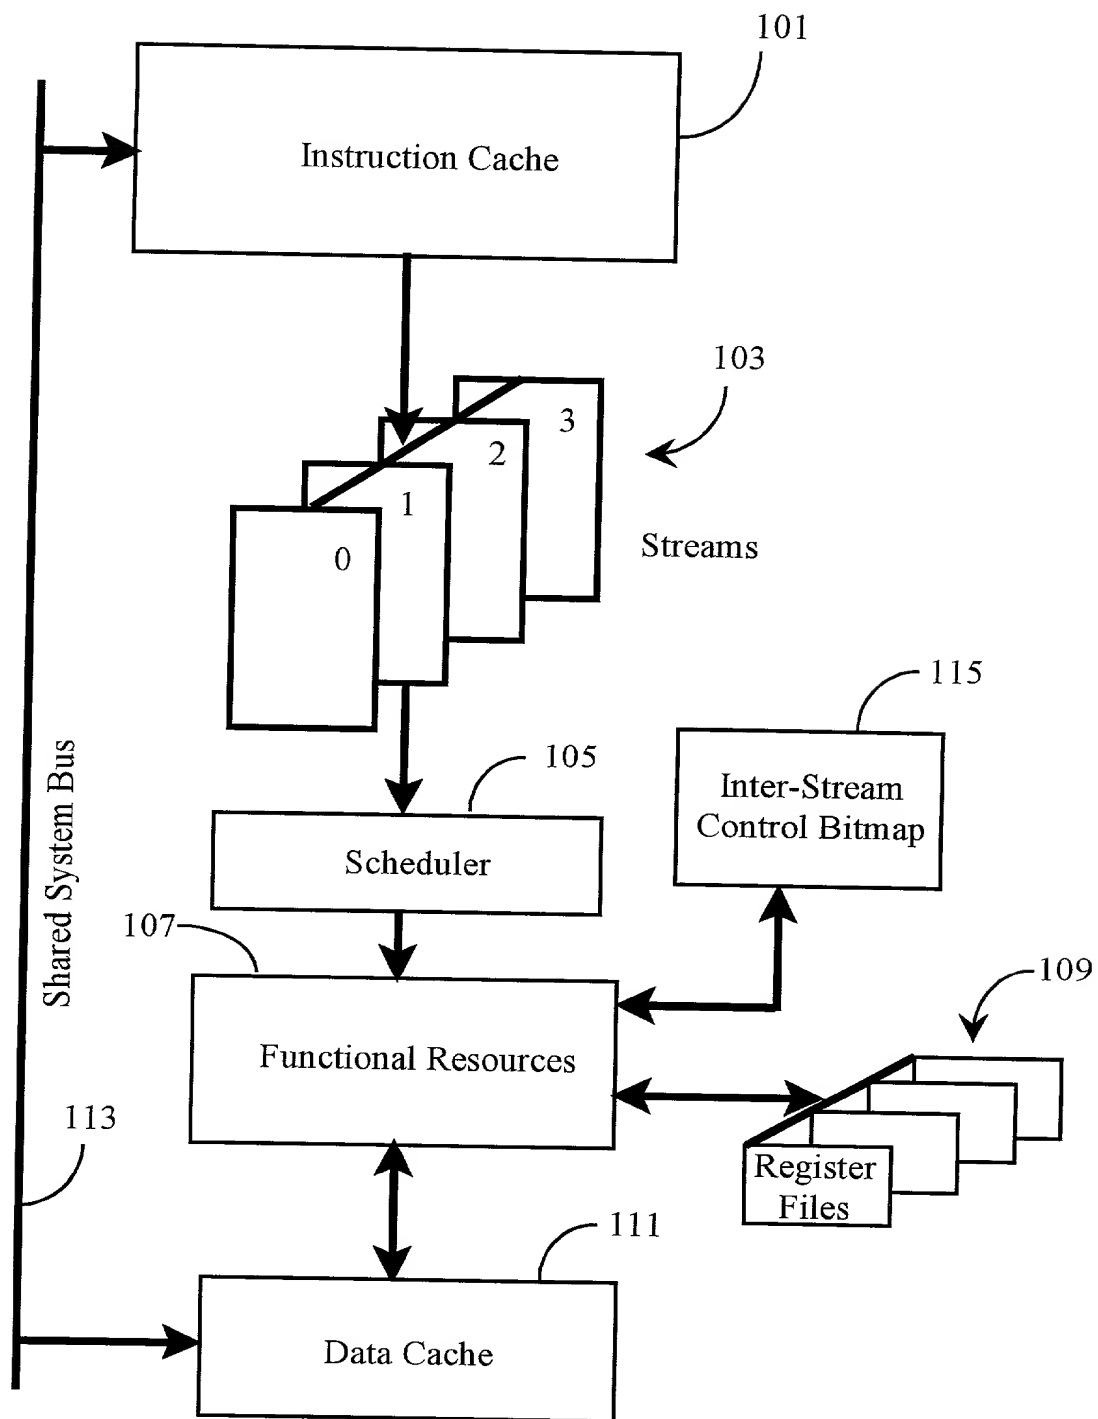 101
Instruction Cache
103
3
2
1
0
Streams
115
105
Inter-Stream
Control Bitmap
Scheduler
Shared System Bus
107
109
Functional Resources
113
Register
Files
111
Data Cache